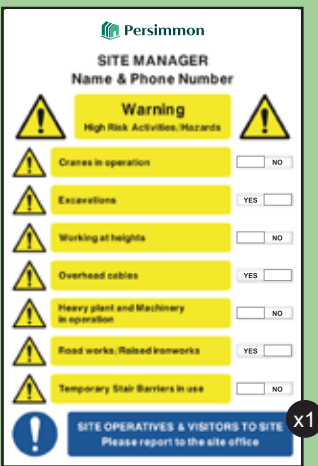 Persimmon
SITE MANAGER
Name & Phone Number
Warning
High Risk Activities/Hazards
Cranes in operation
NO
Excavations
YES
Working at heights
NO
Overhead cables
YES
Heavy plant and Machinery
in operation
NO
Road works/Raised Ironworks
YES
Temporary Stair Barriers in use
NO
SITE OPERATIVES & VISITORS TO SITE
Please report to the site office
x1